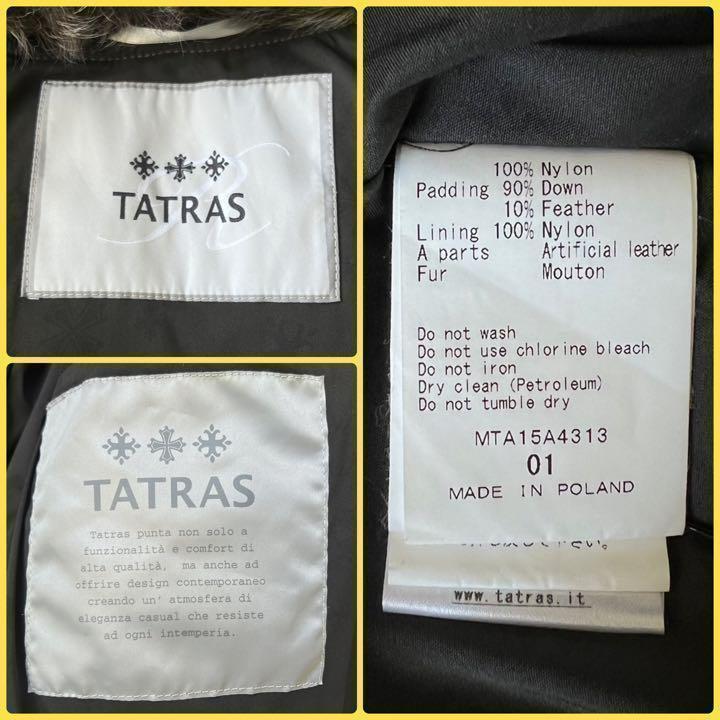 TATRAS
TATRAS
Tatras punta non solo a
funzionalità e comfort di
alta qualità, ma anche ad
offrire design contemporaneo
creando un' atmosfera di
eleganza casual che resiste
ad ogni intemperia.
100% Nylon
Padding 90% Down
10% Feather
Lining 100% Nylon
A parts Artificial leather
Fur Mouton
Do not wash
Do not use chlorine bleach
Do not iron
Dry clean (Petroleum)
Do not tumble dry
MTA15A4313
01
MADE IN POLAND
www.tatras.it